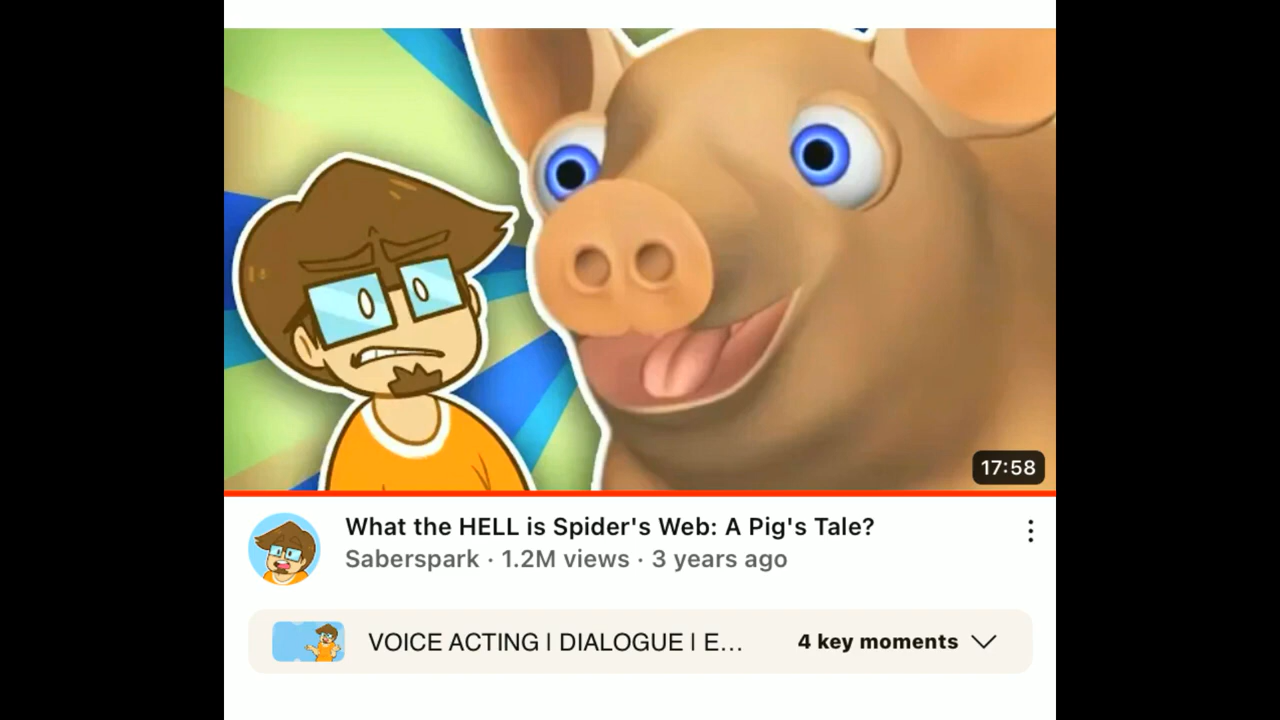 17:58
What the HELL is Spider's Web: A Pig's Tale?
Saberspark · 1.2M views · 3 years ago
VOICE ACTING | DIALOGUE | E... 4 key moments